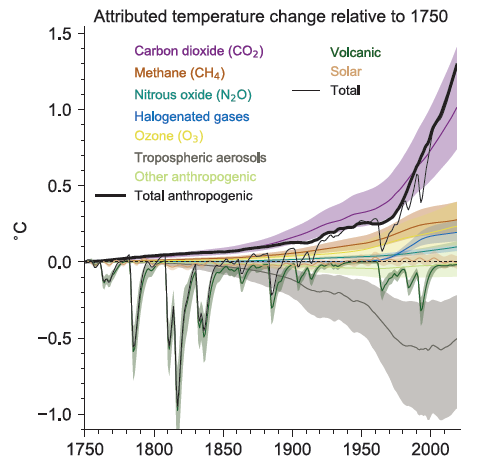 Attributed temperature change relative to 1750
Carbon dioxide (CO₂)
Methane (CH₄)
Nitrous oxide (N₂O)
Halogenated gases
Ozone (O₃)
Tropospheric aerosols
Other anthropogenic
Total anthropogenic
Volcanic
Solar
Total
°C
1.5
1.0
0.5
0.0
−0.5
−1.0
1750 1800 1850 1900 1950 2000